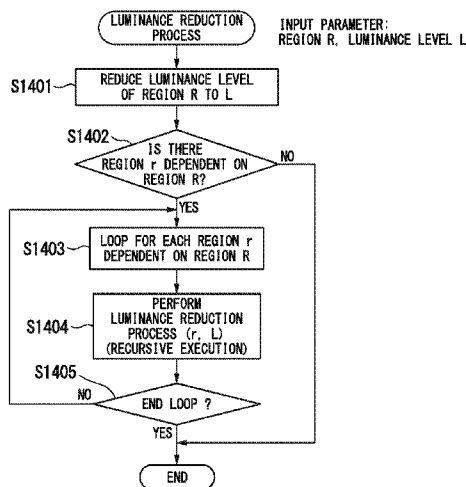 LUMINANCE REDUCTION
PROCESS
INPUT PARAMETER:
REGION R, LUMINANCE LEVEL L
S1401
REDUCE LUMINANCE LEVEL
OF REGION R TO L
S1402
IS THERE
REGION r DEPENDENT ON
REGION R?
NO
YES
S1403
LOOP FOR EACH REGION r
DEPENDENT ON REGION R
S1404
PERFORM
LUMINANCE REDUCTION
PROCESS (r, L)
(RECURSIVE EXECUTION)
S1405
NO
END LOOP ?
YES
END